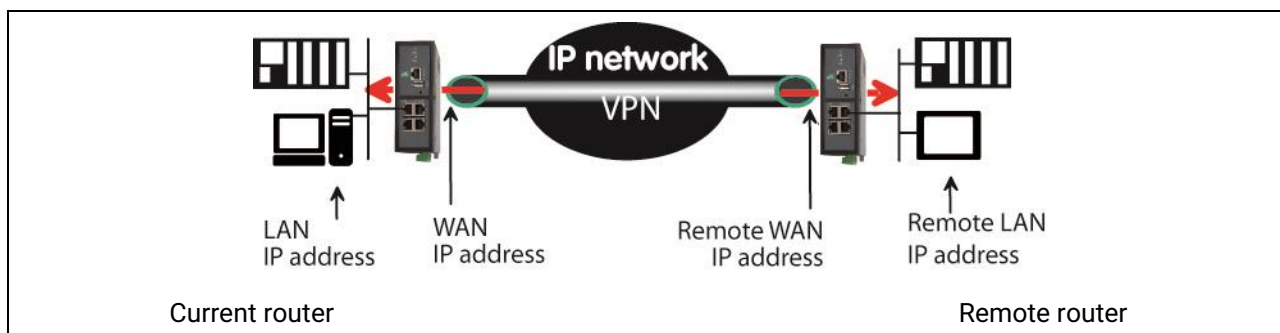 IP network
VPN
LAN
IP address
WAN
IP address
Remote WAN
IP address
Remote LAN
IP address
Current router
Remote router